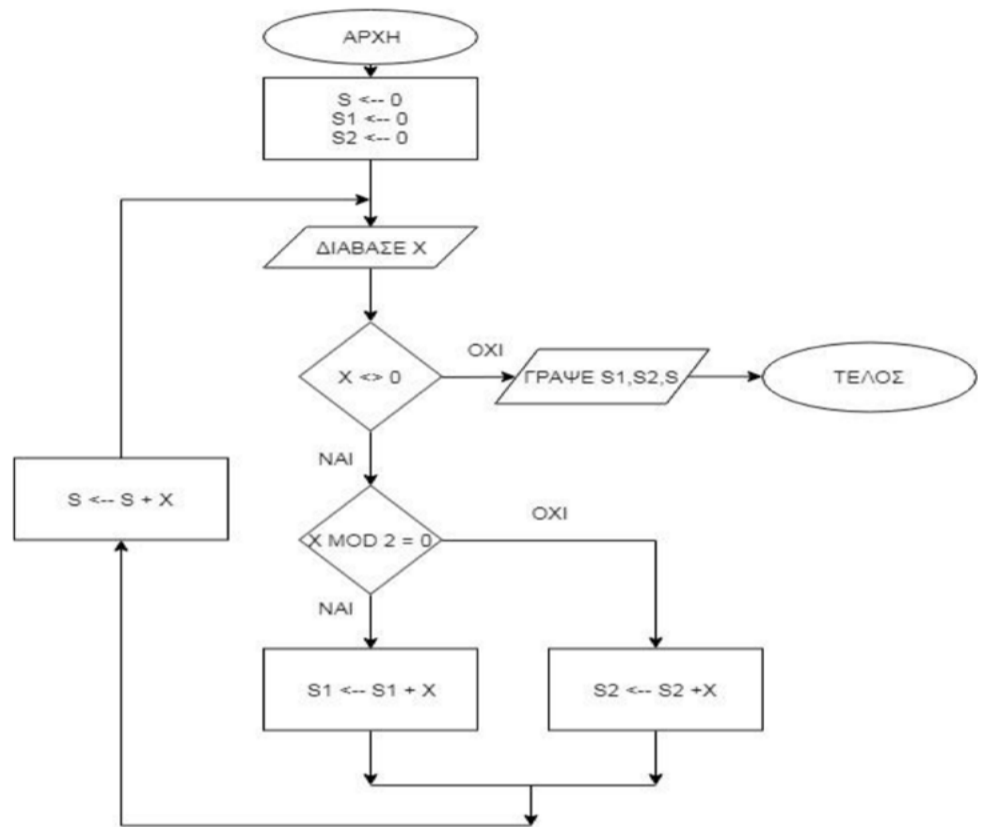 ΑΡΧΗ
S <-- 0
S1 <-- 0
S2 <-- 0
ΔΙΑΒΑΣΕ Χ
X <> 0
ΟΧΙ
ΓΡΑΨΕ S1,S2,S
ΤΕΛΟΣ
ΝΑΙ
S <-- S + X
X MOD 2 = 0
ΟΧΙ
ΝΑΙ
S1 <-- S1 + X
S2 <-- S2 +X